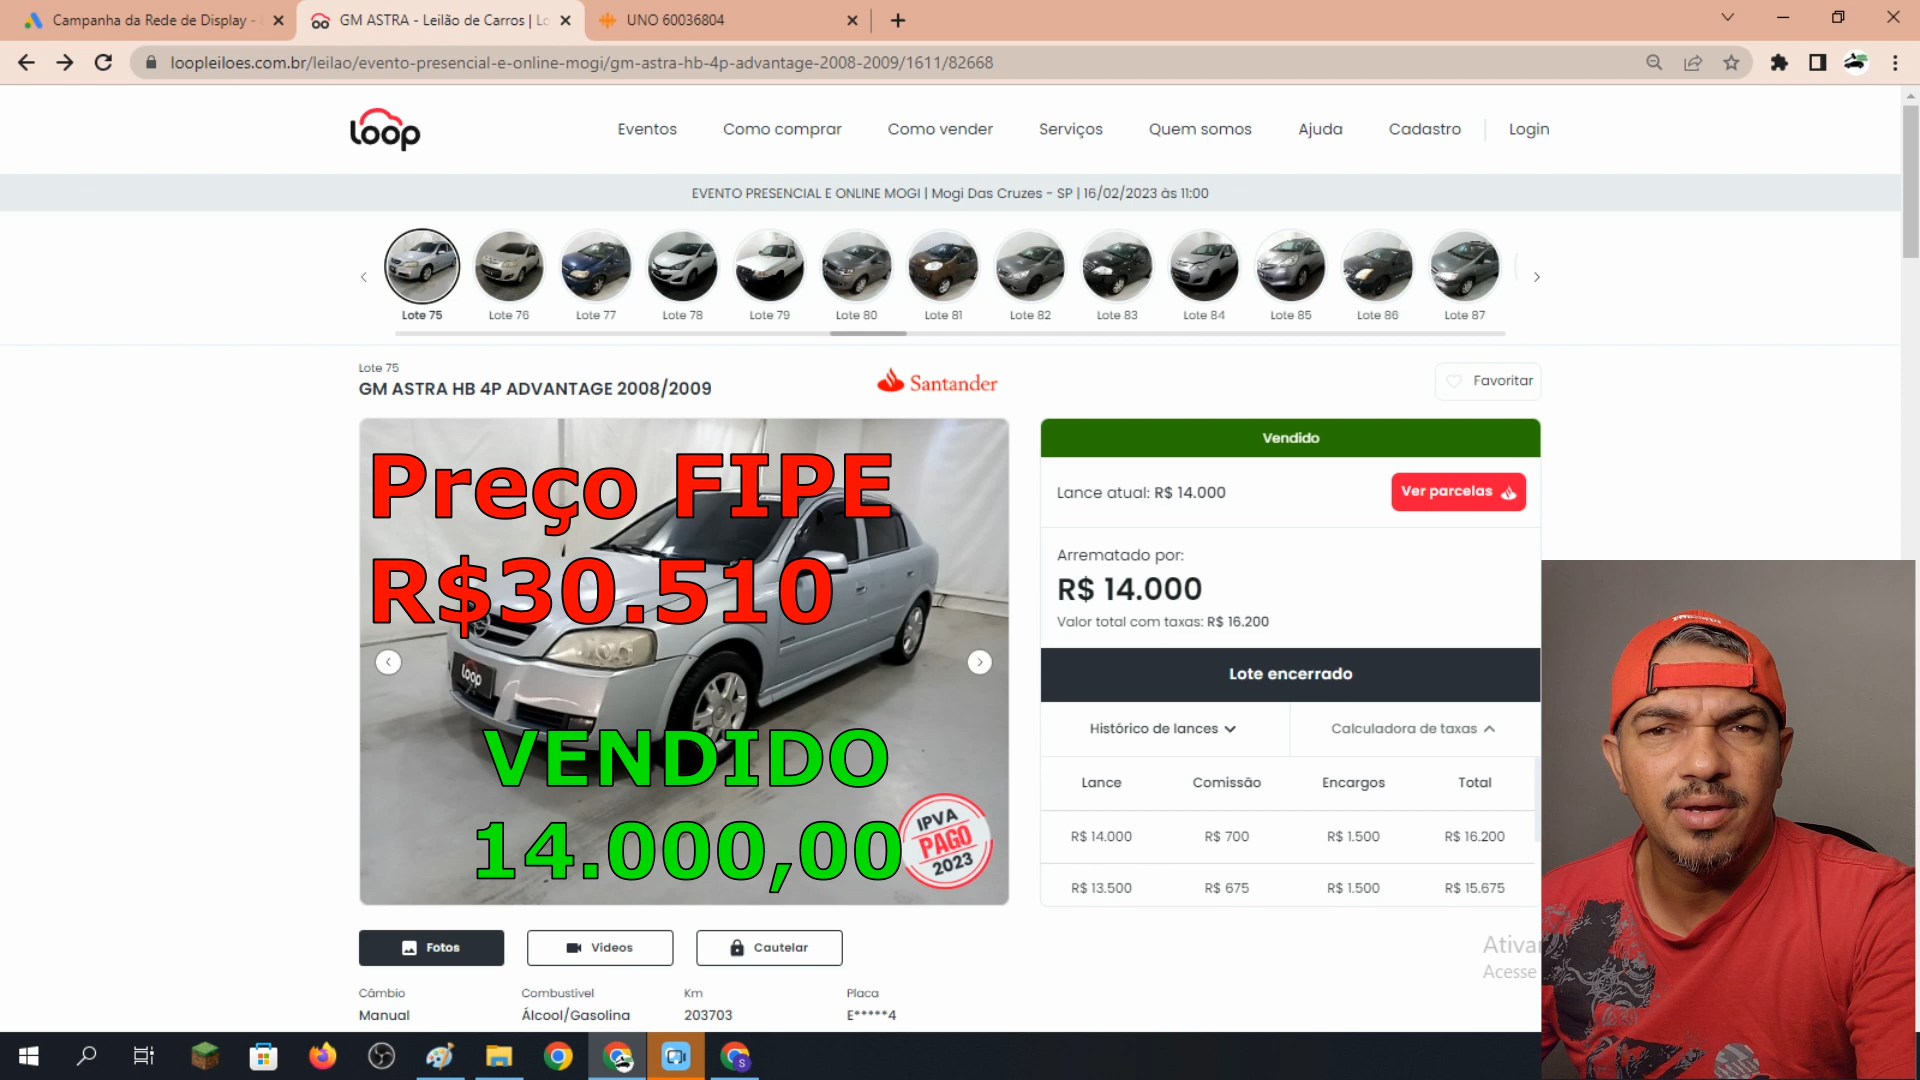 Campanha da Rede de Display -
GM ASTRA - Leilão de Carros | Lo
UNO 60036804
loopleiloes.com.br/leilao/evento-presencial-e-online-mogi/gm-astra-hb-4p-advantage-2008-2009/1611/82668
loop
Eventos
Como comprar
Como vender
Serviços
Quem somos
Ajuda
Cadastro
Login
EVENTO PRESENCIAL E ONLINE MOGI | Mogi Das Cruzes - SP | 16/02/2023 às 11:00
Lote 75
Lote 76
Lote 77
Lote 78
Lote 79
Lote 80
Lote 81
Lote 82
Lote 83
Lote 84
Lote 85
Lote 86
Lote 87
Lote 75
GM ASTRA HB 4P ADVANTAGE 2008/2009
Santander
Favoritar
Preço FIPE
R$30.510
loop
VENDIDO
14.000,00
IPVA
PAGO
2023
Vendido
Lance atual: R$ 14.000
Ver parcelas
Arrematado por:
R$ 14.000
Valor total com taxas: R$ 16.200
Lote encerrado
Histórico de lances
Calculadora de taxas
Lance Comissão Encargos Total
R$ 14.000 R$ 700 R$ 1.500 R$ 16.200
R$ 13.500 R$ 675 R$ 1.500 R$ 15.675
Fotos
Vídeos
Cautelar
Ativar
Acesse
Câmbio
Manual
Combustível
Álcool/Gasolina
Km
203703
Placa
E*****4
S